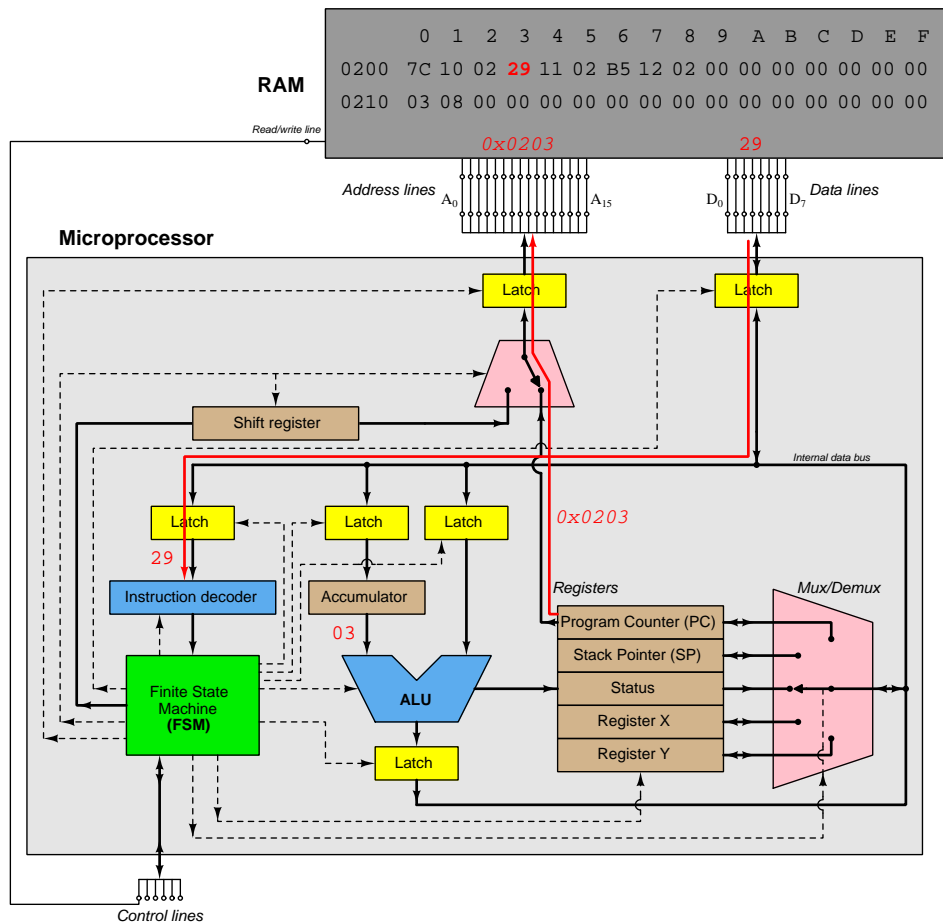 0 1 2 3 4 5 6 7 8 9 A B C D E F
0200 7C 10 02 29 11 02 B5 12 02 00 00 00 00 00 00 00
RAM
0210 03 08 00 00 00 00 00 00 00 00 00 00 00 00 00 00
Read/write line
0x0203 29
Address lines A0 A15 D0 D7 Data lines
Microprocessor
Latch Latch
Shift register
Internal data bus
Latch Latch Latch
0x0203
29
Instruction decoder Accumulator Registers Mux/Demux
Program Counter (PC)
03
Stack Pointer (SP)
Finite State
Machine
(FSM)
ALU
Status
Register X
Register Y
Latch
Control lines